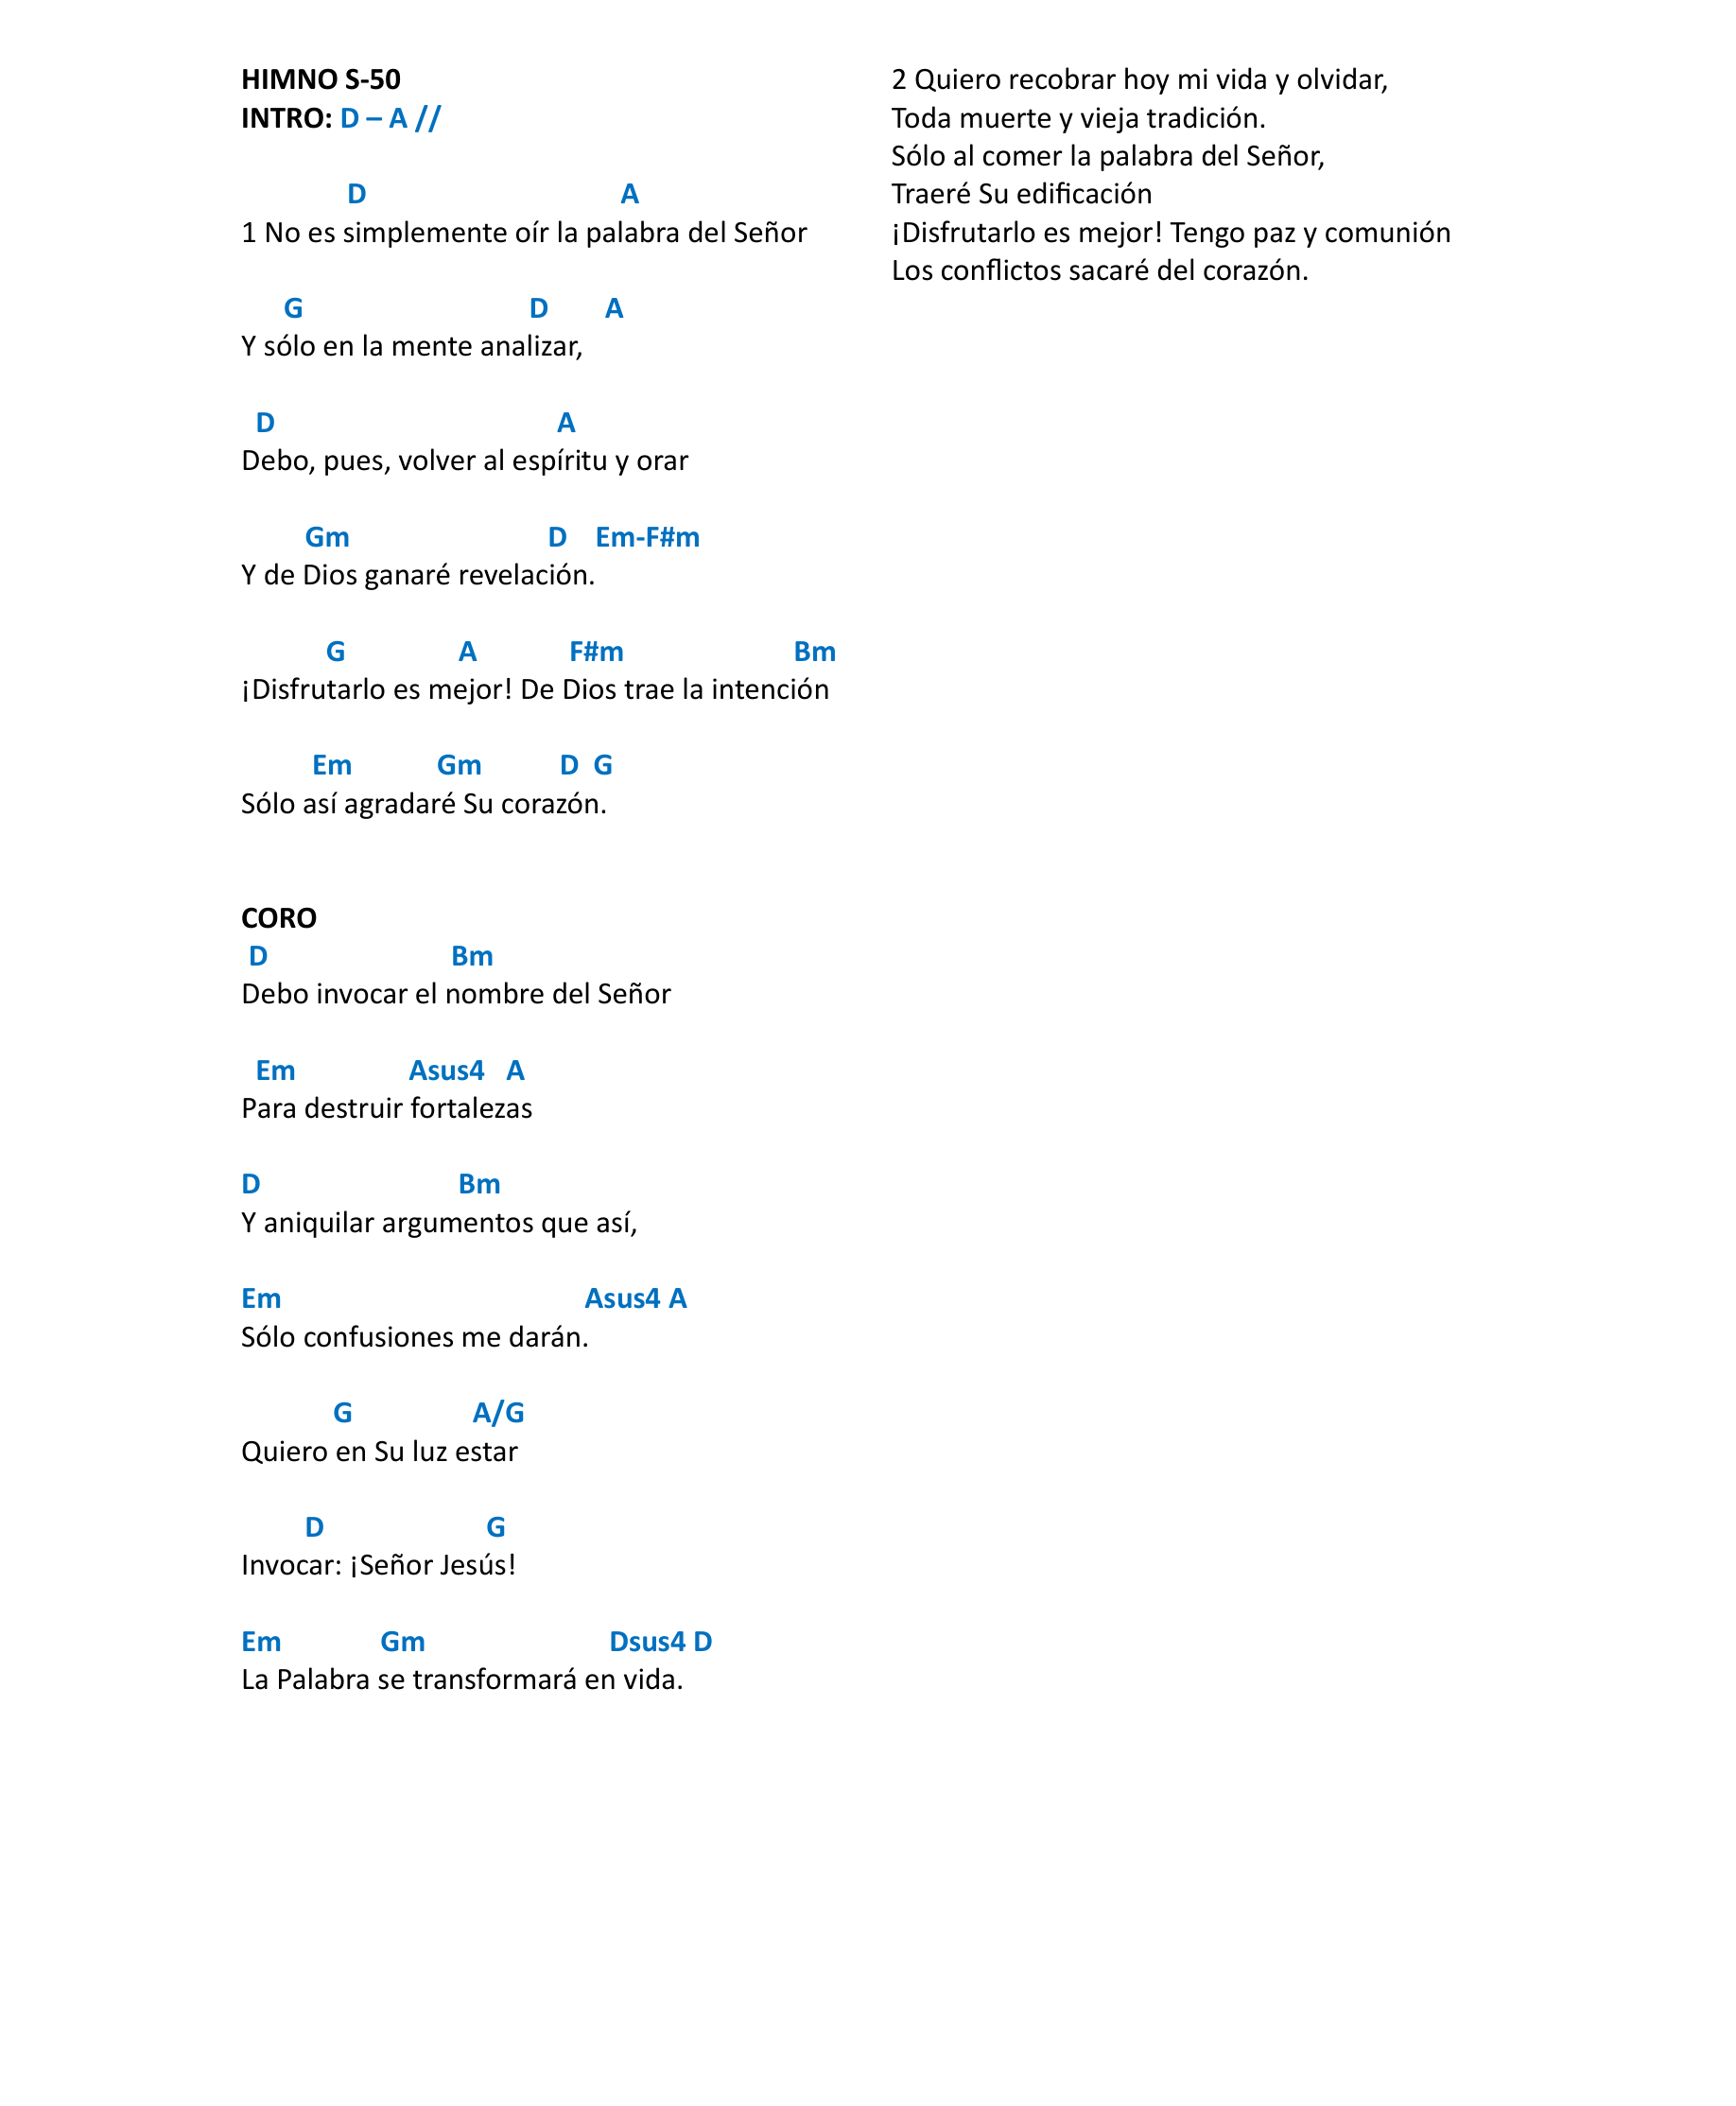 HIMNO S-50
INTRO: D – A //
D A
1 No es simplemente oír la palabra del Señor
G D A
Y sólo en la mente analizar,
D A
Debo, pues, volver al espíritu y orar
Gm D Em-F#m
Y de Dios ganaré revelación.
G A F#m Bm
¡Disfrutarlo es mejor! De Dios trae la intención
Em Gm D G
Sólo así agradaré Su corazón.
CORO
D Bm
Debo invocar el nombre del Señor
Em Asus4 A
Para destruir fortalezas
D Bm
Y aniquilar argumentos que así,
Em Asus4 A
Sólo confusiones me darán.
G A/G
Quiero en Su luz estar
D G
Invocar: ¡Señor Jesús!
Em Gm Dsus4 D
La Palabra se transformará en vida.
2 Quiero recobrar hoy mi vida y olvidar,
Toda muerte y vieja tradición.
Sólo al comer la palabra del Señor,
Traeré Su edificación
¡Disfrutarlo es mejor! Tengo paz y comunión
Los conflictos sacaré del corazón.